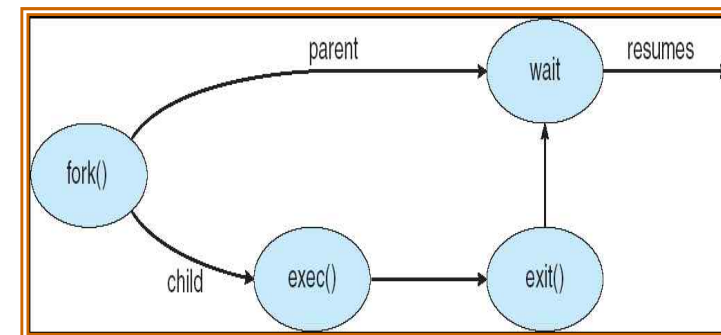 parent
wait
resumes
fork()
child
exec()
exit()